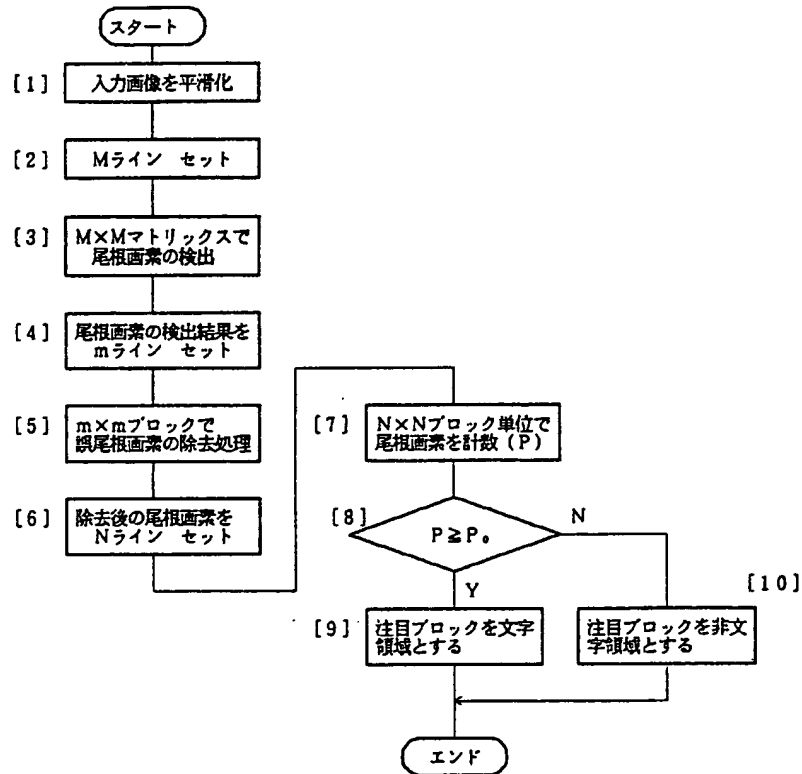 スタート
[1] 入力画像を平滑化
[2] Mライン セット
[3] M×Mマトリックスで
尾根画素の検出
[4] 尾根画素の検出結果を
mライン セット
[5] m×mブロックで
誤尾根画素の除去処理
[6] 除去後の尾根画素を
Nライン セット
[7] N×Nブロック単位で
尾根画素を計数(P)
[8] P≧P₀
N
Y
[9] 注目ブロックを文字
領域とする
[10]
注目ブロックを非文
字領域とする
エンド